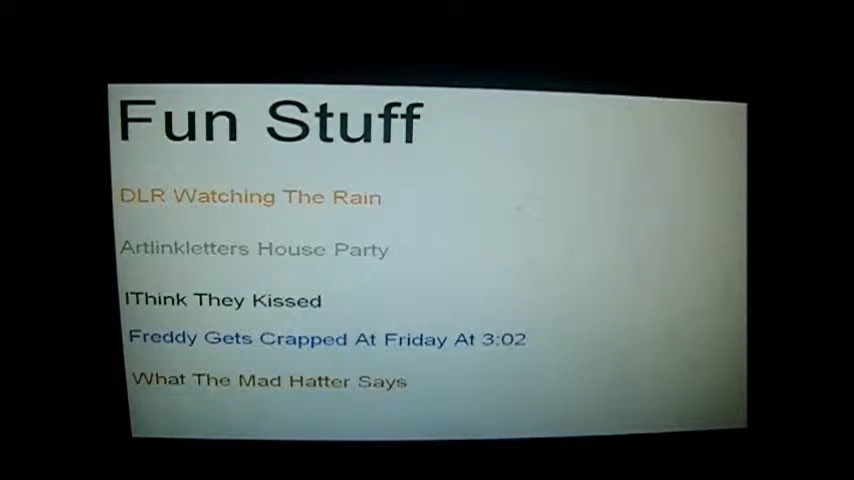 Fun Stuff
DLR Watching The Rain
Artlinkletters House Party
IThink They Kissed
Freddy Gets Crapped At Friday At 3:02
What The Mad Hatter Says